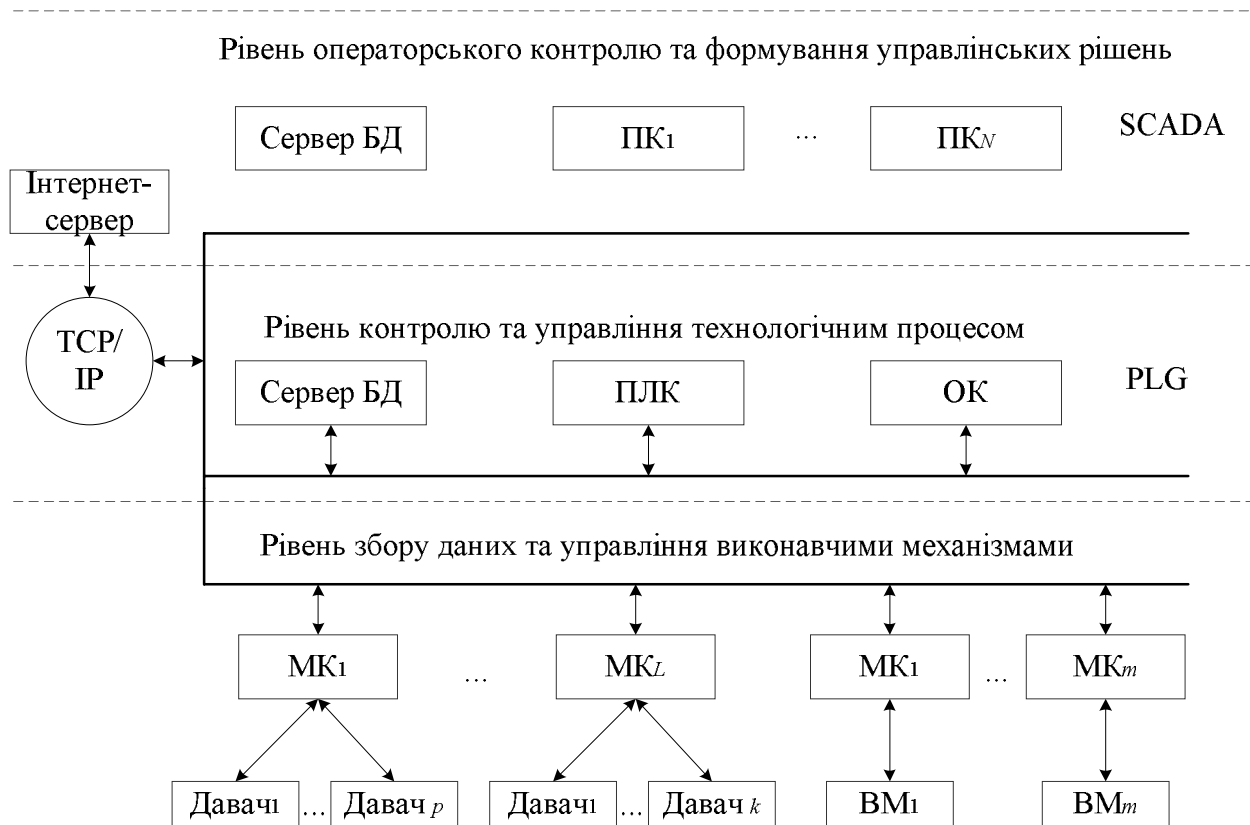 Рівень операторського контролю та формування управлінських рішень
Сервер БД
ПК1
...
ПКN
SCADA
Інтернет-
сервер
Рівень контролю та управління технологічним процесом
TCP/
IP
Сервер БД
ПЛК
ОК
PLG
Рівень збору даних та управління виконавчими механізмами
МК1
...
МКL
МК1
...
МКm
Давач1
...
Давач p
Давач1
...
Давач k
ВМ1
ВМm